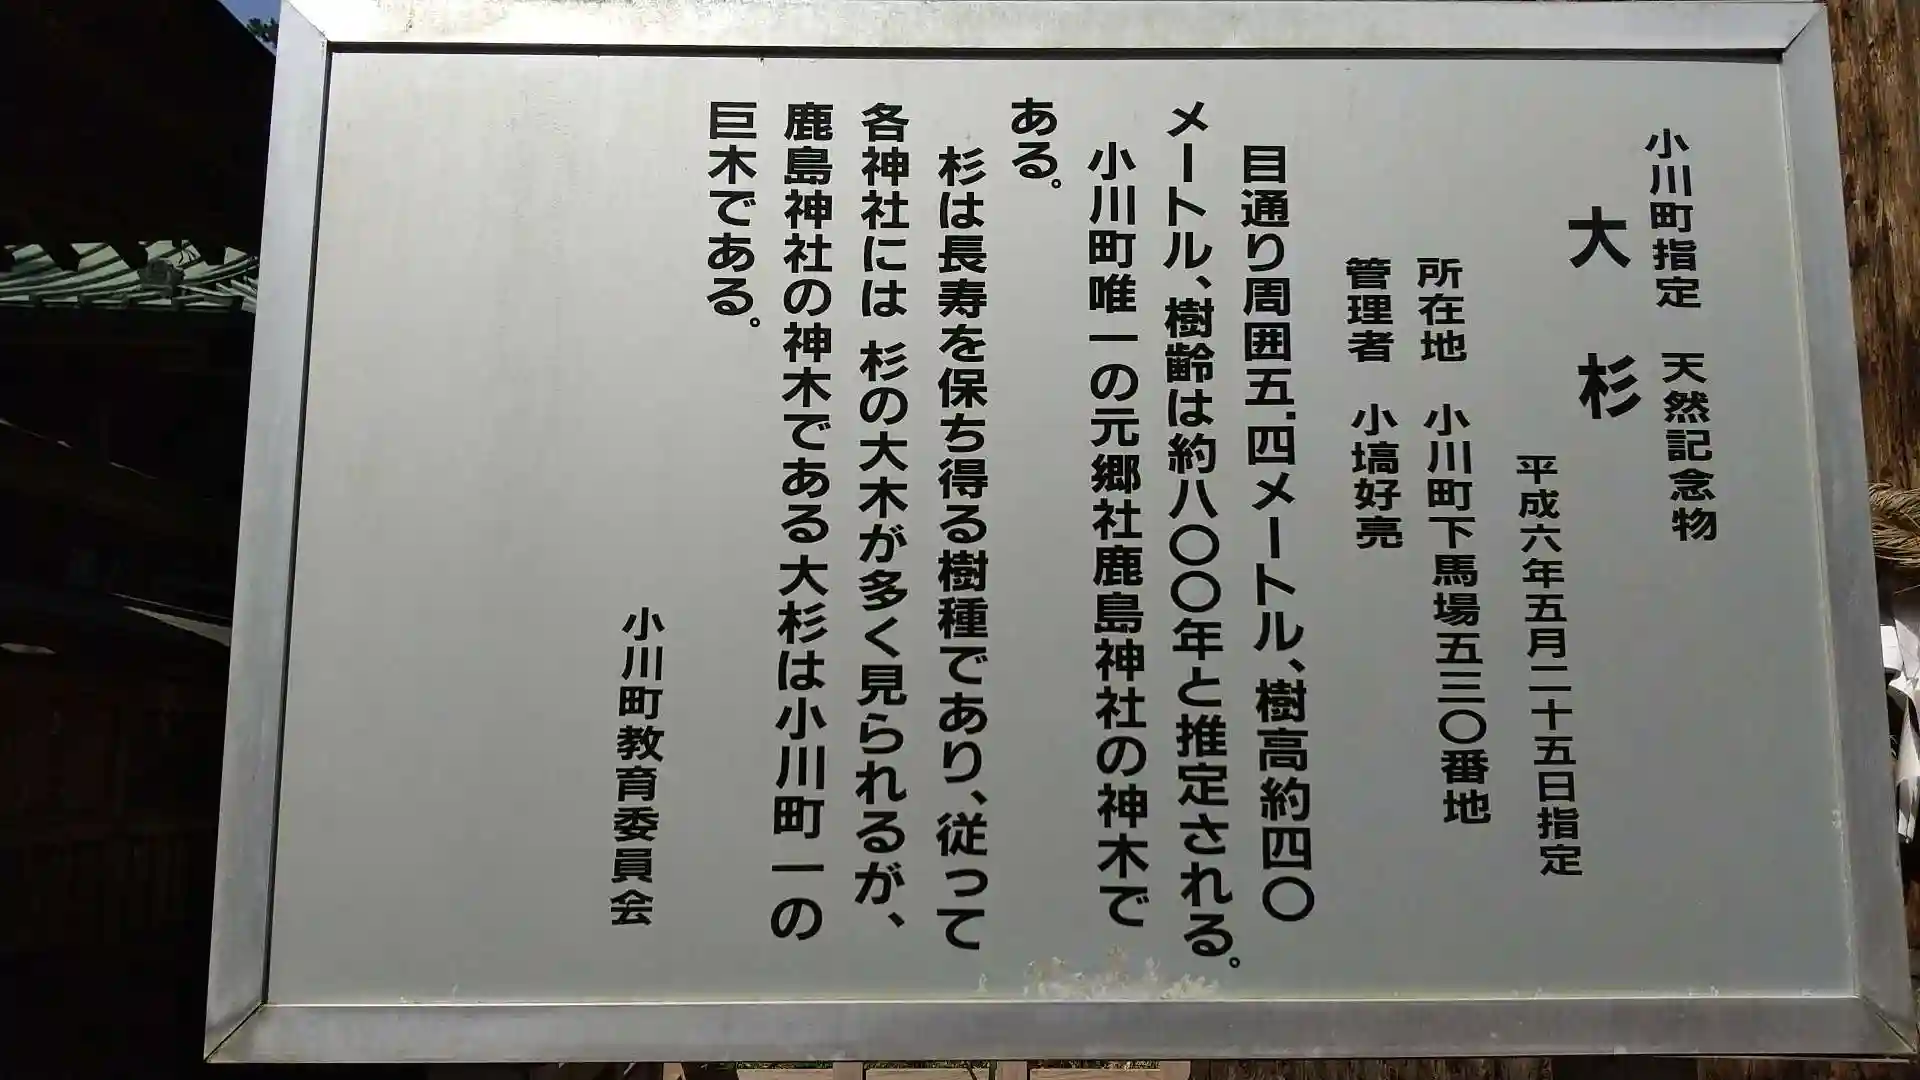 小川町指定　天然記念物
大杉
平成六年五月二十五日指定
所在地　小川町下馬場五三〇番地
管理者　小塙好亮
目通り周囲五.四メートル、樹高約四〇
メートル、樹齢は約八〇〇年と推定される。
小川町唯一の元郷社鹿島神社の神木で
ある。
杉は長寿を保ち得る樹種であり、従って
各神社には 杉の大木が多く見られるが、
鹿島神社の神木である大杉は小川町一の
巨木である。
小川町教育委員会